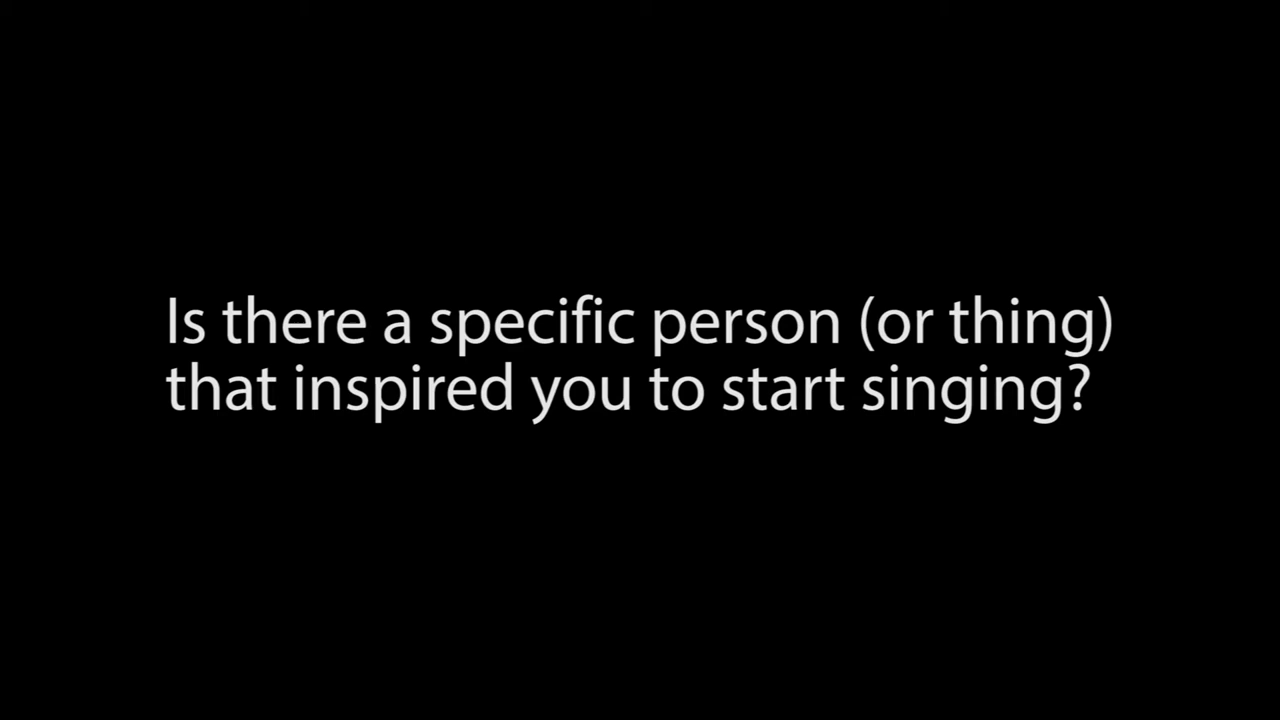 Is there a specific person (or thing)
that inspired you to start singing?